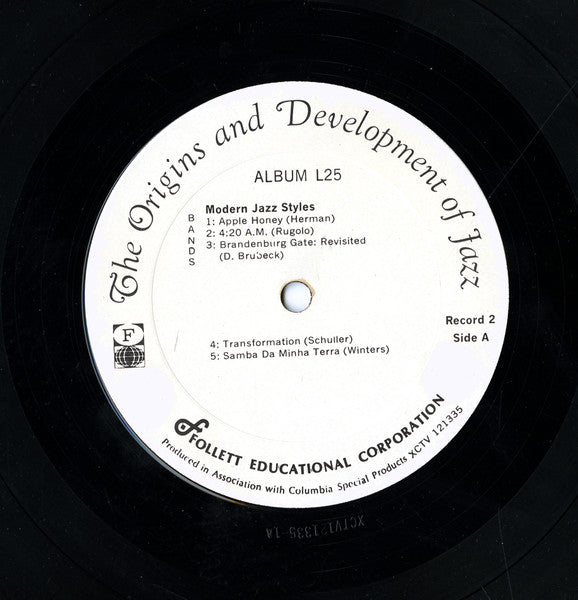 The Origins and Development of Jazz
ALBUM L25
BANDS
Modern Jazz Styles
1: Apple Honey (Herman)
2: 4:20 A.M. (Rugolo)
3: Brandenburg Gate: Revisited
(D. Brubeck)
4: Transformation (Schuller)
5: Samba Da Minha Terra (Winters)
Record 2
Side A
F
FOLLETT EDUCATIONAL CORPORATION
Produced in Association with Columbia Special Products XCTV 121335